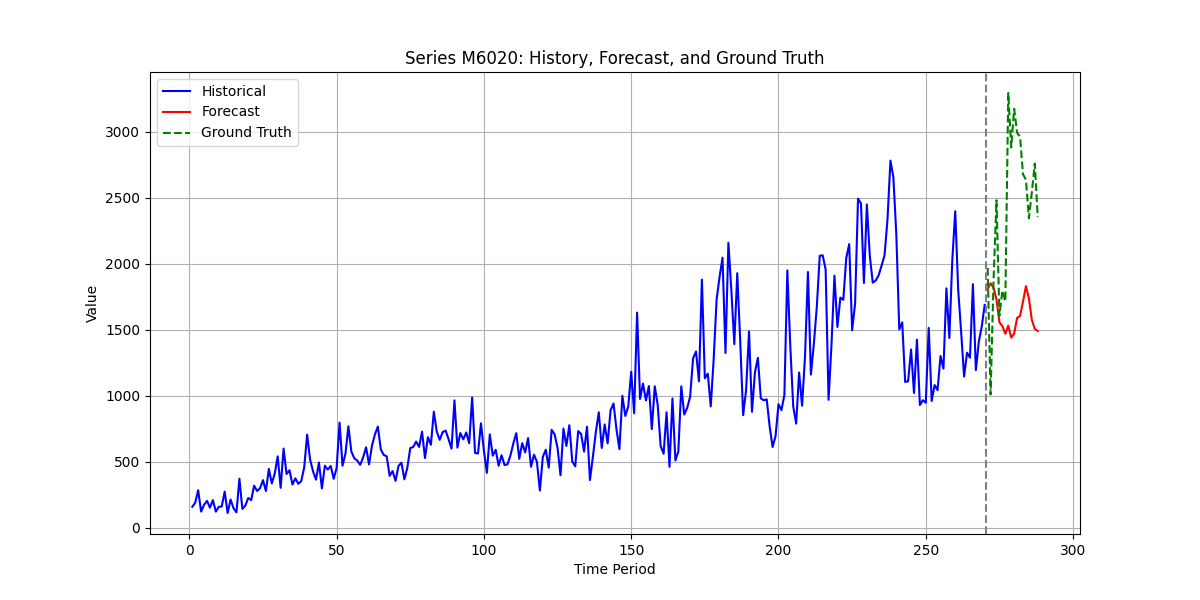 Series M6020: History, Forecast, and Ground Truth
Historical
Forecast
Ground Truth
3000
2500
2000
1500
1000
500
0
Value
0 50 100 150 200 250 300
Time Period